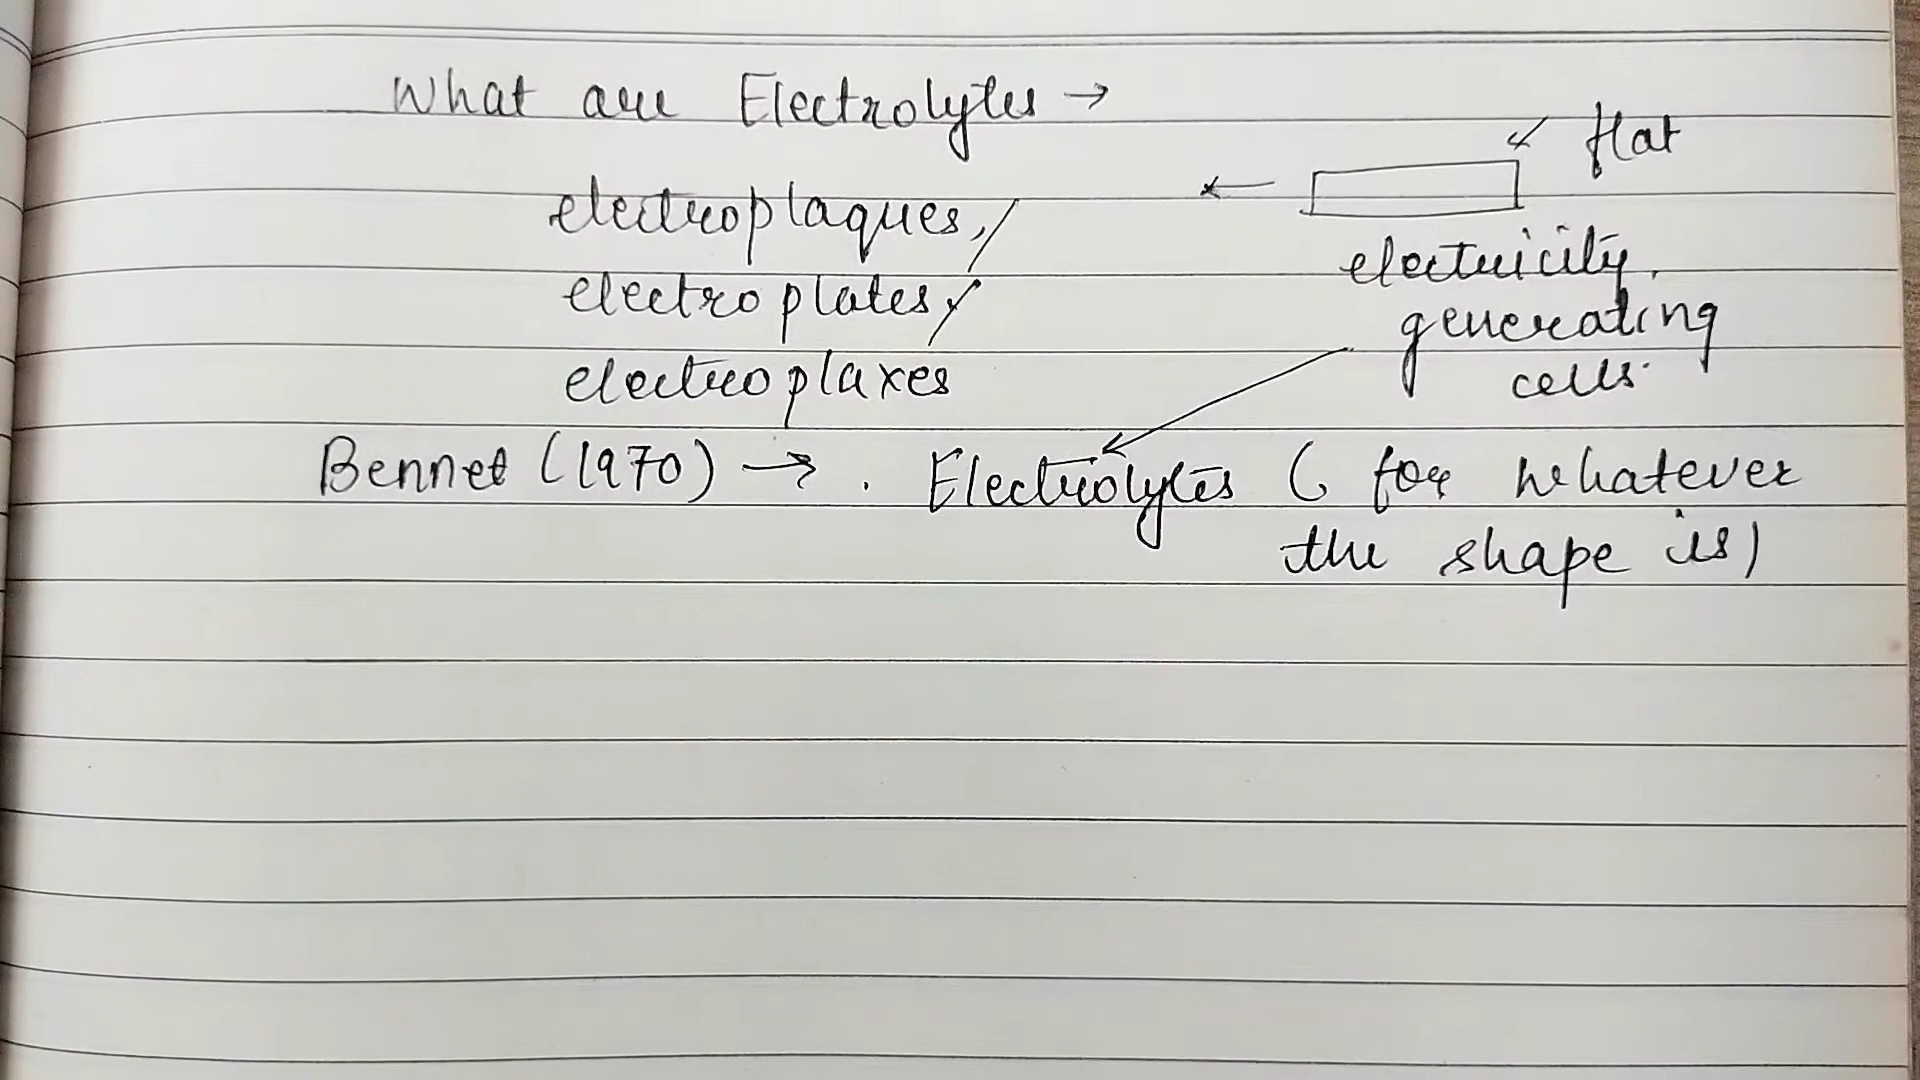 What are Electrolytes →
flat
electroplaques, /
electroplates, /
electroplaxes
electricity
generating
cells.
Bennet (1970) → . Electrolytes ( for whatever
the shape is)